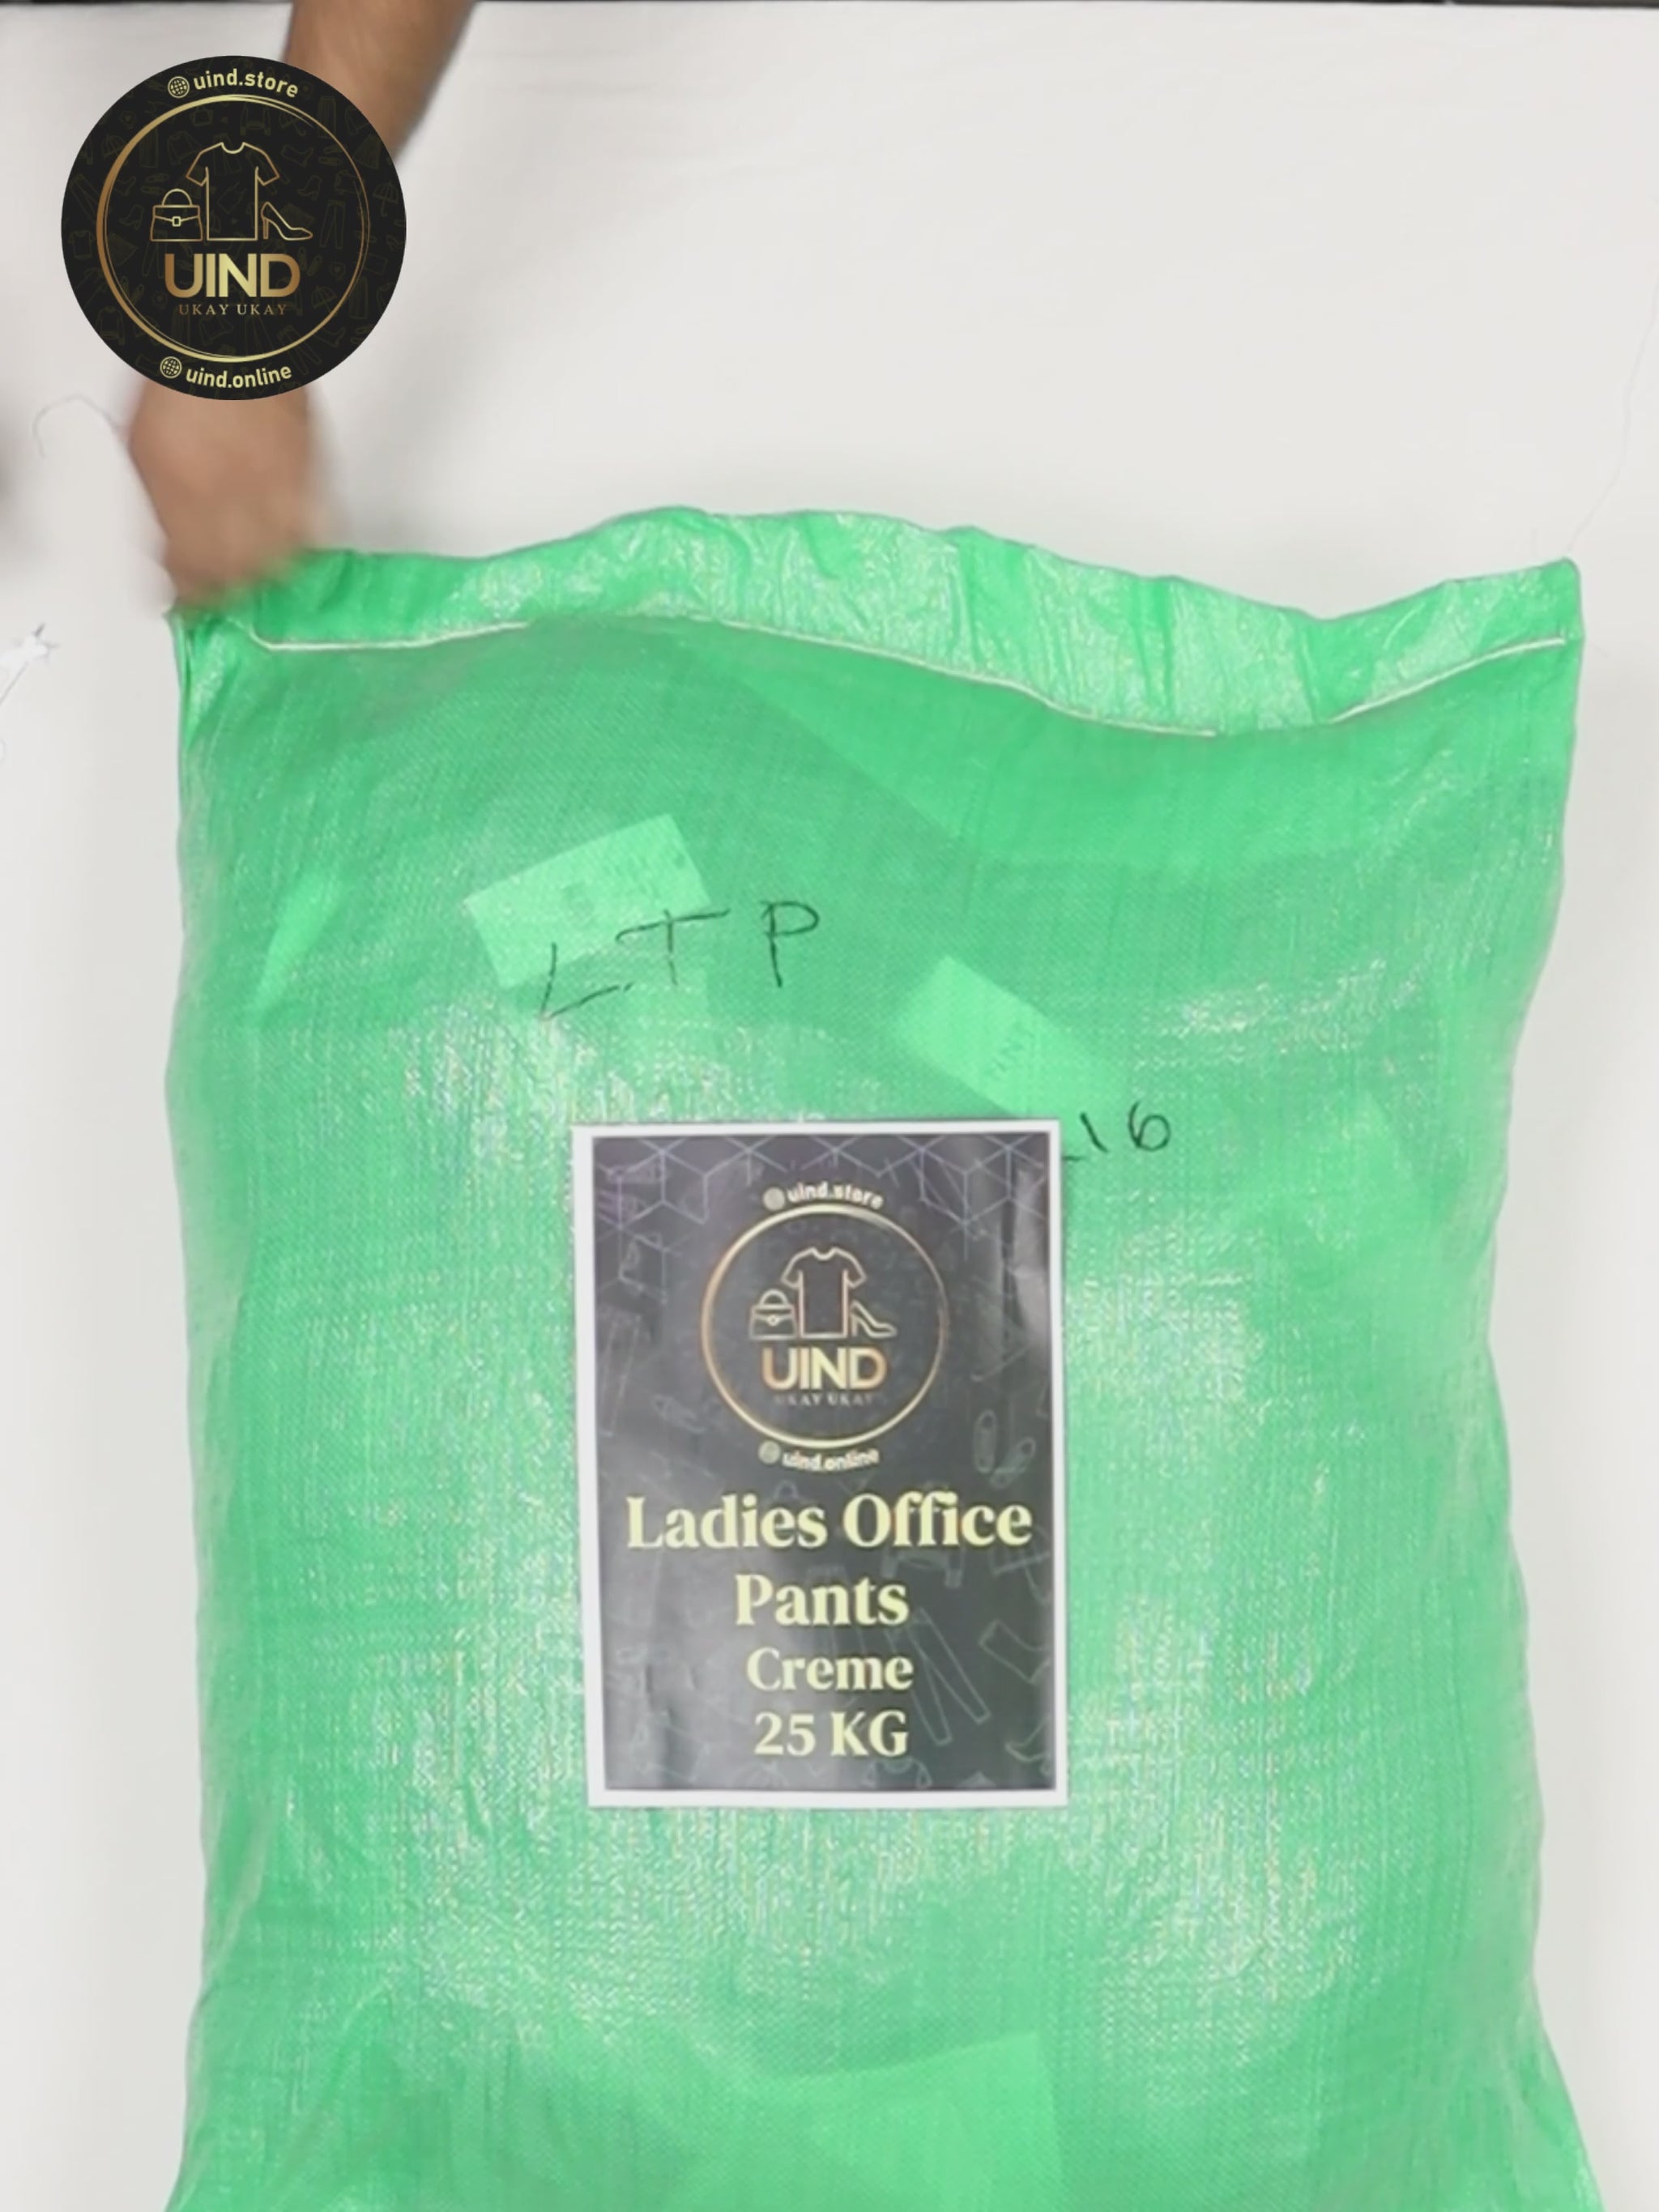 uind.store
UIND
UKAY UKAY
uind.online
LTP
16
uind.store
UIND
UKAY UKAY
uind.online
Ladies Office
Pants
Creme
25 KG